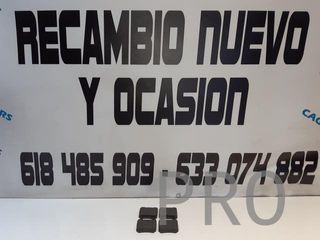 RECAMBIO NUEVO
Y OCASION
618 485 909 - 633 074 882
PRO